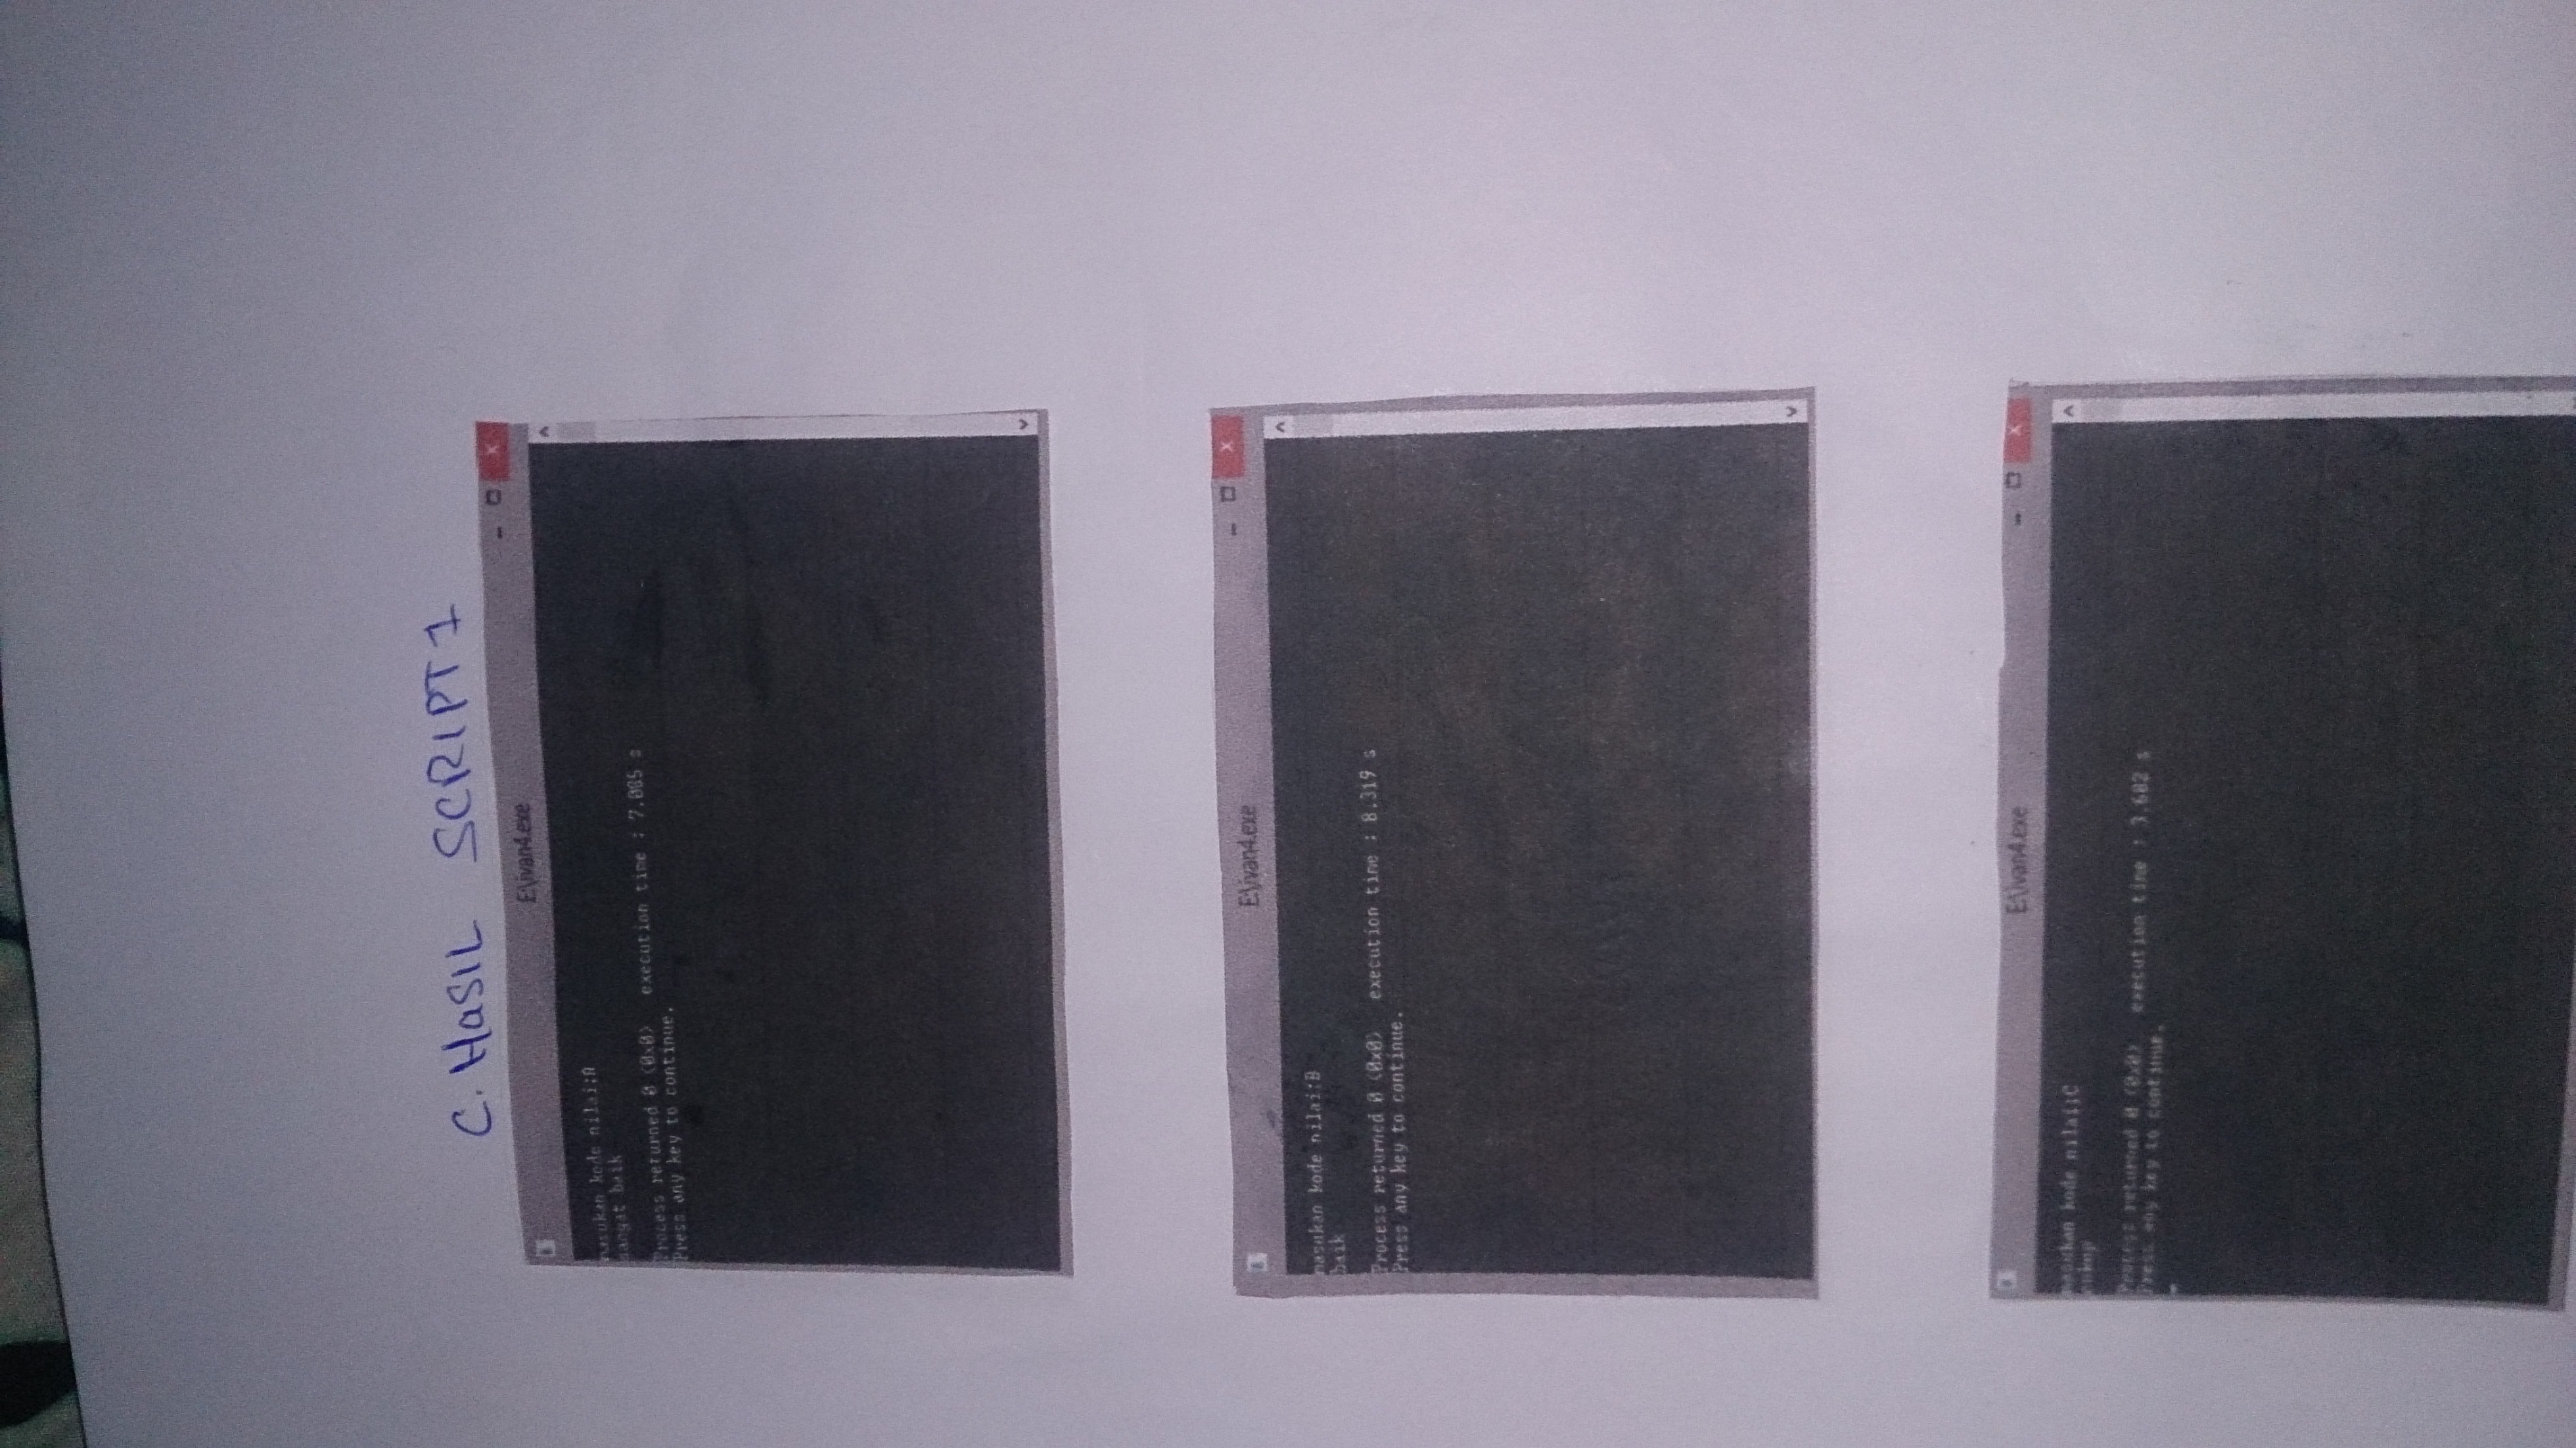 C. HASIL SCRIPT 1
E:\ivan4.exe
masukan kode nilai:A
sangat baik
Process returned 0 (0x0) execution time : 7.085 s
Press any key to continue.
E:\ivan4.exe
masukan kode nilai:B
baik
Process returned 0 (0x0) execution time : 8.319 s
Press any key to continue.
E:\ivan4.exe
masukan kode nilai:C
cukup
Process returned 0 (0x0) execution time : 3.602 s
Press any key to continue.